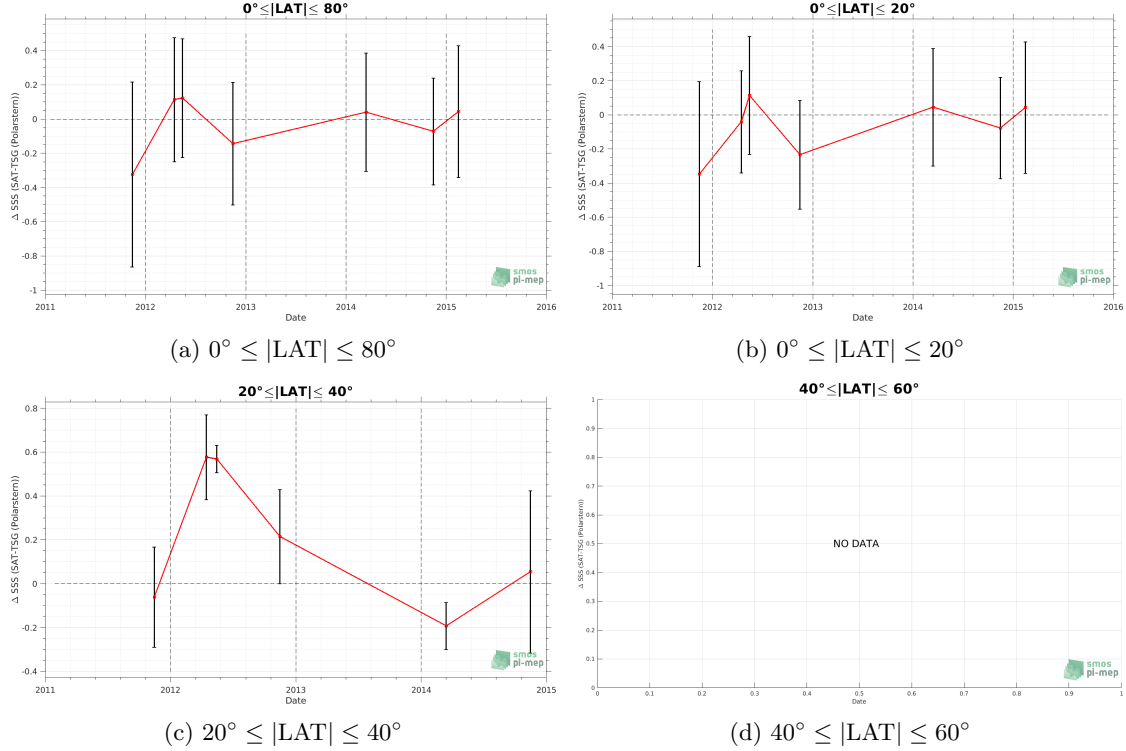 0°≤|LAT|≤ 80°
Δ SSS (SAT-TSG (Polarstern))
0.4
0.2
0
-0.2
-0.4
-0.6
-0.8
-1
2011 2012 2013 2014 2015 2016
Date
smos
pi-mep
(a) 0° ≤ |LAT| ≤ 80°
0°≤|LAT|≤ 20°
Δ SSS (SAT-TSG (Polarstern))
0.6
0.4
0.2
0
-0.2
-0.4
-0.6
-0.8
-1
2011 2012 2013 2014 2015 2016
Date
smos
pi-mep
(b) 0° ≤ |LAT| ≤ 20°
20°≤|LAT|≤ 40°
Δ SSS (SAT-TSG (Polarstern))
0.8
0.6
0.4
0.2
0
-0.2
-0.4
2011 2012 2013 2014 2015
Date
smos
pi-mep
(c) 20° ≤ |LAT| ≤ 40°
40°≤|LAT|≤ 60°
Δ SSS (SAT-TSG (Polarstern))
1
0.9
0.8
0.7
0.6
0.5
0.4
0.3
0.2
0.1
0
NO DATA
0 0.1 0.2 0.3 0.4 0.5 0.6 0.7 0.8 0.9 1
Date
smos
pi-mep
(d) 40° ≤ |LAT| ≤ 60°